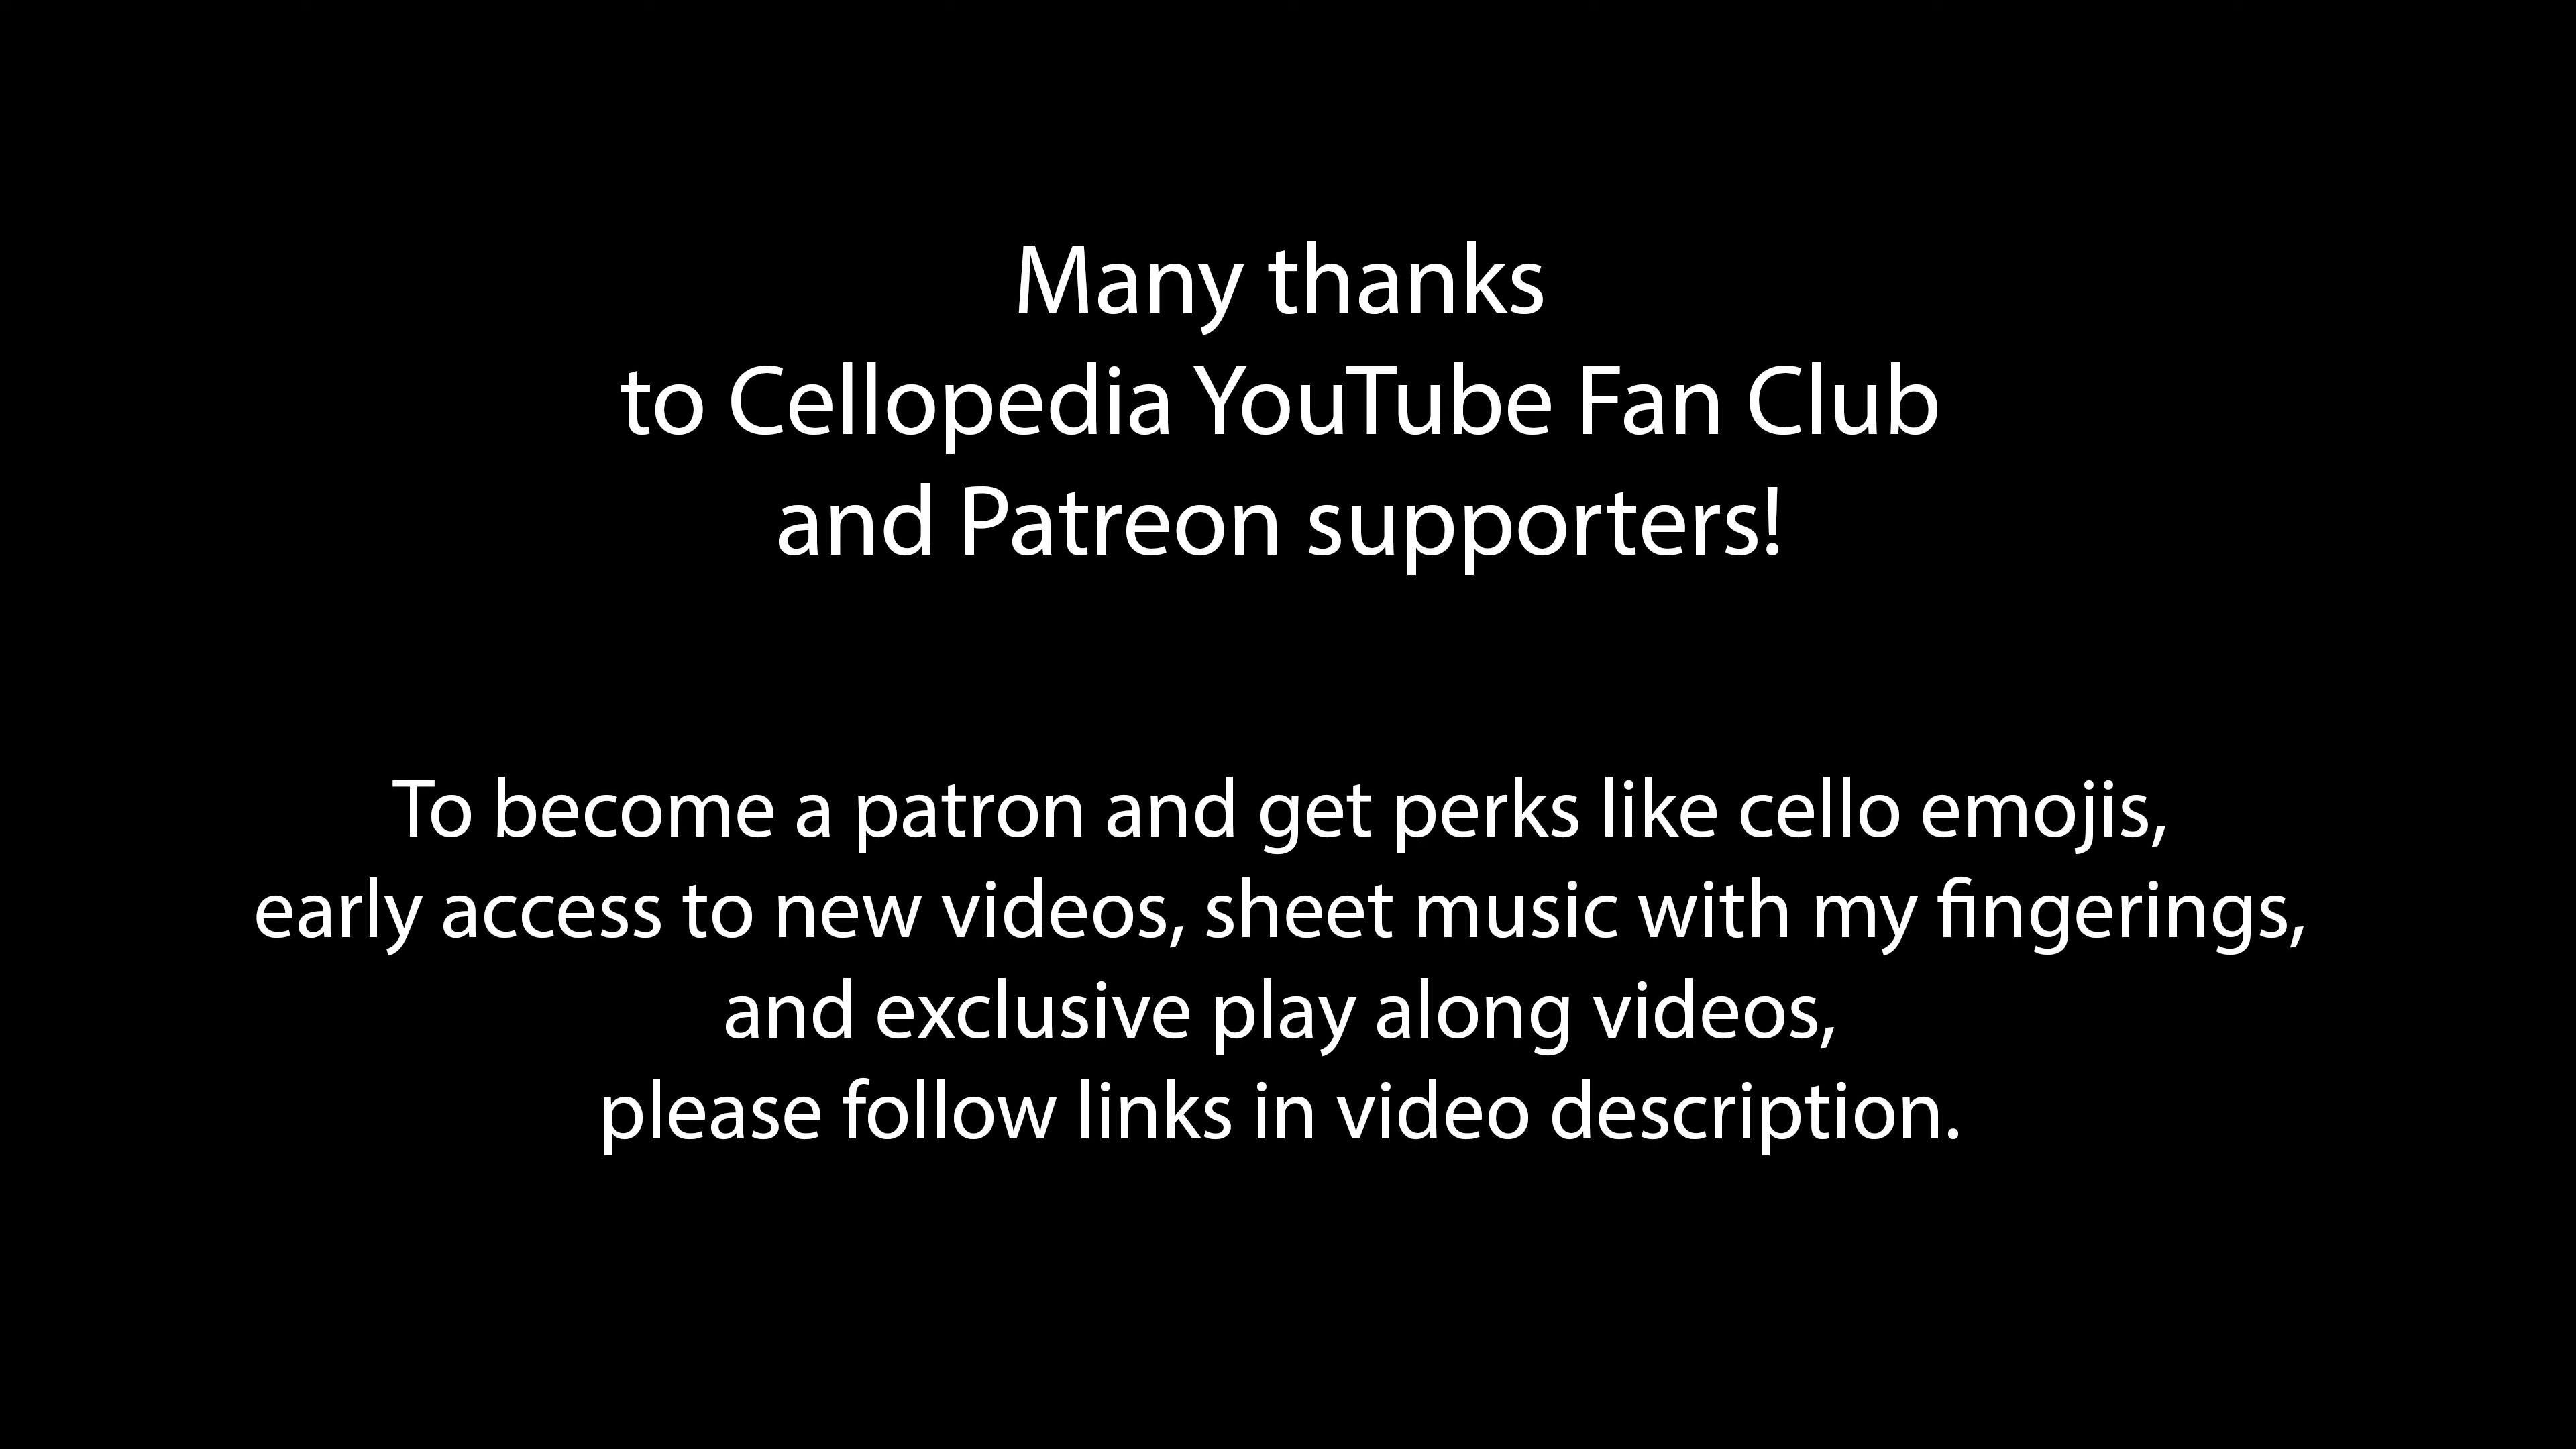 Many thanks
to Cellopedia YouTube Fan Club
and Patreon supporters!
To become a patron and get perks like cello emojis,
early access to new videos, sheet music with my fingerings,
and exclusive play along videos,
please follow links in video description.